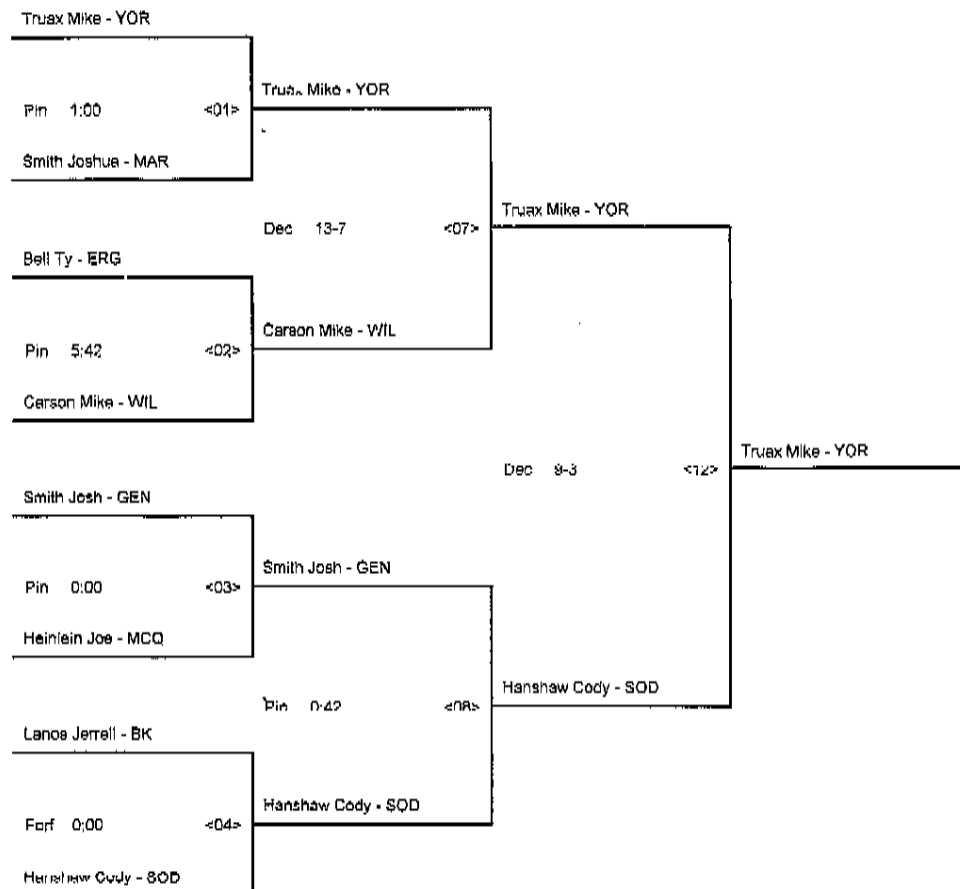 Truax Mike - YOR
Truax Mike - YOR
Pin 1:00 <01>
Smith Joshua - MAR
Truax Mike - YOR
Dec 13-7 <07>
Bell Ty - ERG
Carson Mike - WIL
Pin 5:42 <02>
Carson Mike - WIL
Truax Mike - YOR
Dec 9-3 <12>
Smith Josh - GEN
Smith Josh - GEN
Pin 0:00 <03>
Heinlein Joe - MCQ
Hanshaw Cody - SOD
Pin 0:42 <08>
Jerrell - BK
Hanshaw Cody - SOD
Forf 0:00 <04>
Hanshaw Cody - SOD